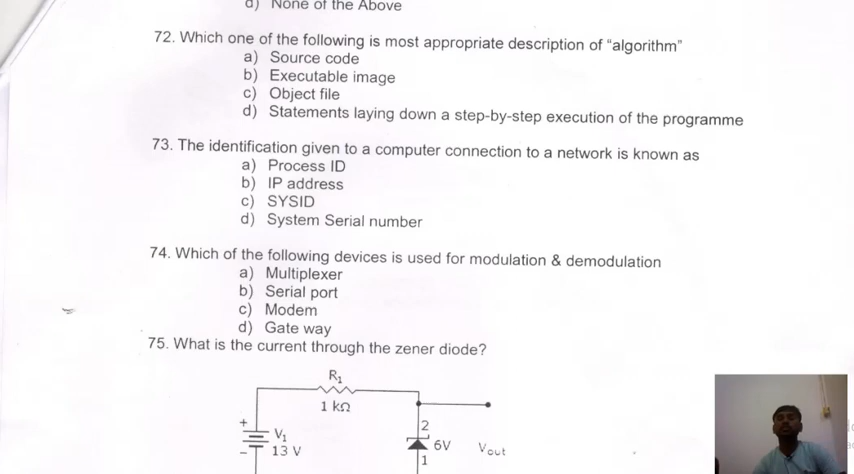 d) None of the Above
72. Which one of the following is most appropriate description of “algorithm”
a) Source code
b) Executable image
c) Object file
d) Statements laying down a step-by-step execution of the programme
73. The identification given to a computer connection to a network is known as
a) Process ID
b) IP address
c) SYSID
d) System Serial number
74. Which of the following devices is used for modulation & demodulation
a) Multiplexer
b) Serial port
c) Modem
d) Gate way
75. What is the current through the zener diode?
R1
1 kΩ
+
V1
13 V
-
2
6V
1
Vout